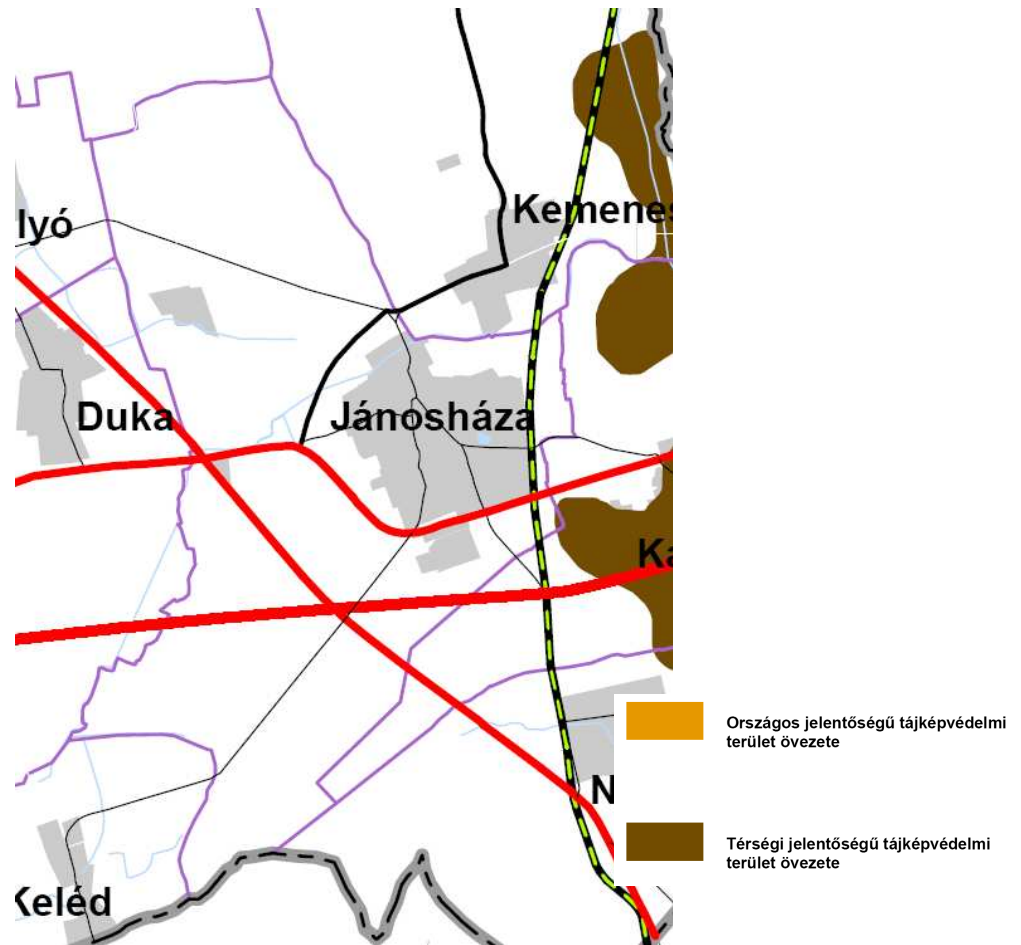 Kemenes
lyó
Duka
Jánosháza
Ka
N
Keléd
Országos jelentőségű tájképvédelmi
terület övezete
Térségi jelentőségű tájképvédelmi
terület övezete